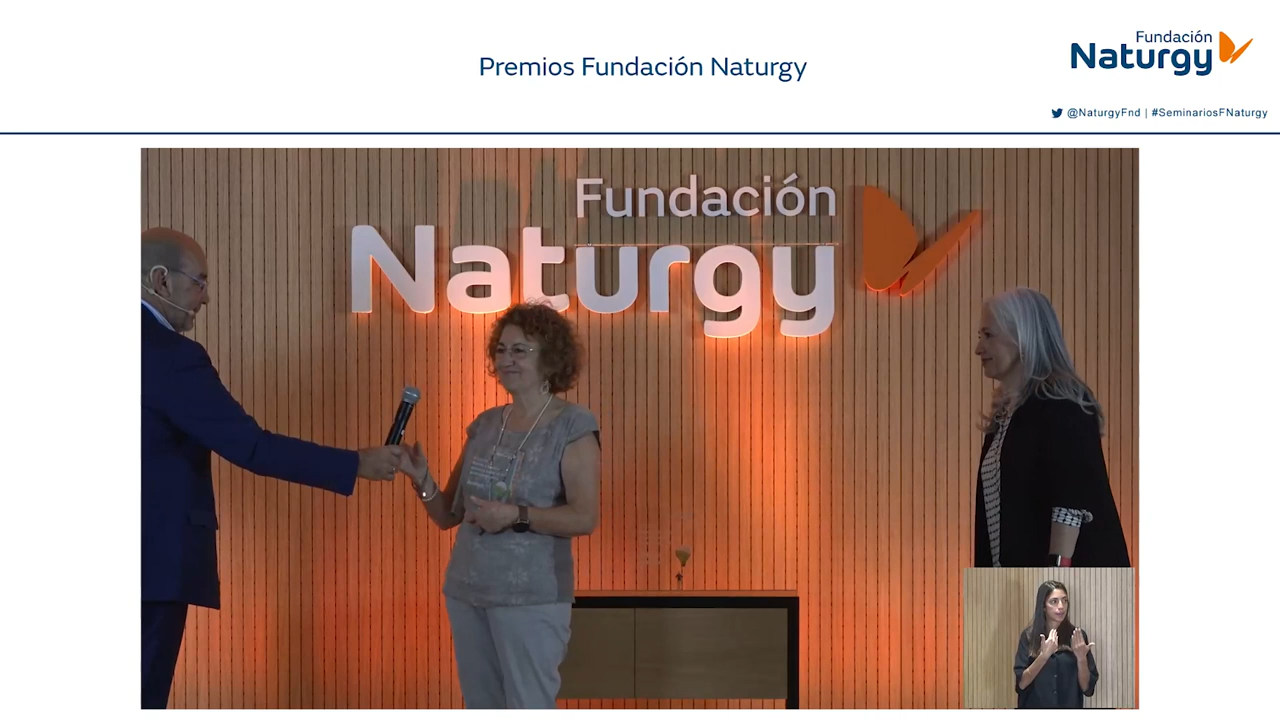 Premios Fundación Naturgy
Fundación
Naturgy
@NaturgyFnd | #SeminariosFNaturgy
Fundación
Naturgy